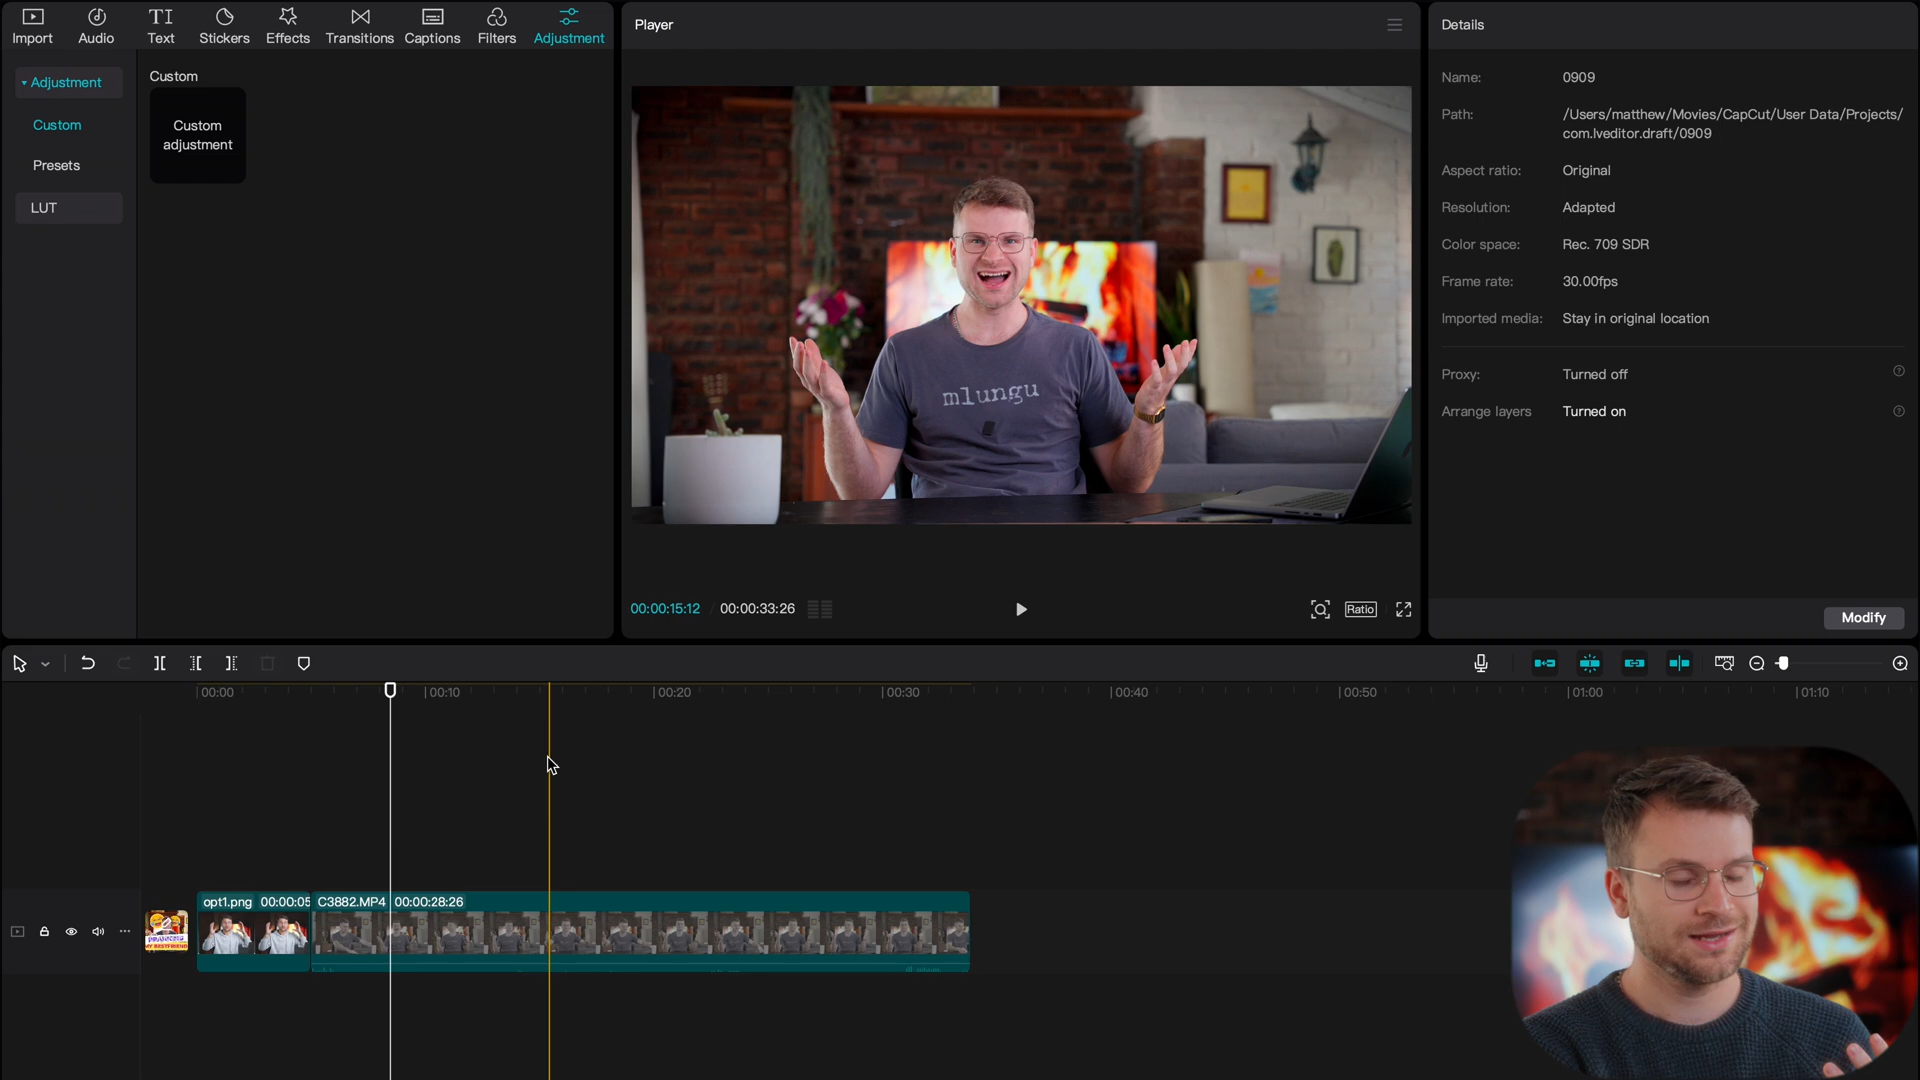 Import
Audio
Text
Stickers
Effects
Transitions
Captions
Filters
Adjustment
Adjustment
Custom
Presets
LUT
Custom
Custom
adjustment
Player
mlungu
00:00:15:12 / 00:00:33:26
Ratio
Details
Name: 0909
Path: /Users/matthew/Movies/CapCut/User Data/Projects/
com.lveditor.draft/0909
Aspect ratio: Original
Resolution: Adapted
Color space: Rec. 709 SDR
Frame rate: 30.00fps
Imported media: Stay in original location
Proxy: Turned off
Arrange layers Turned on
Modify
00:00 00:10 00:20 00:30 00:40 00:50 01:00 01:10
opt1.png 00:00:05 C3882.MP4 00:00:28:26
MY BESTFRIEND